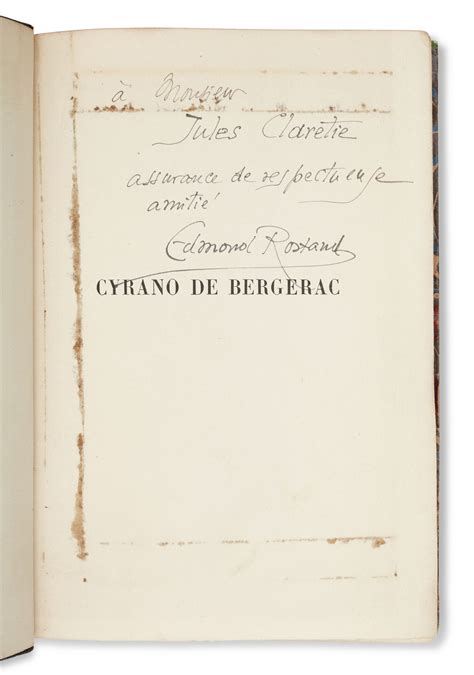 à Monsieur
Jules Claretie
assurance de respectueuse
amitié
Edmond Rostand
CYRANO DE BERGERAC